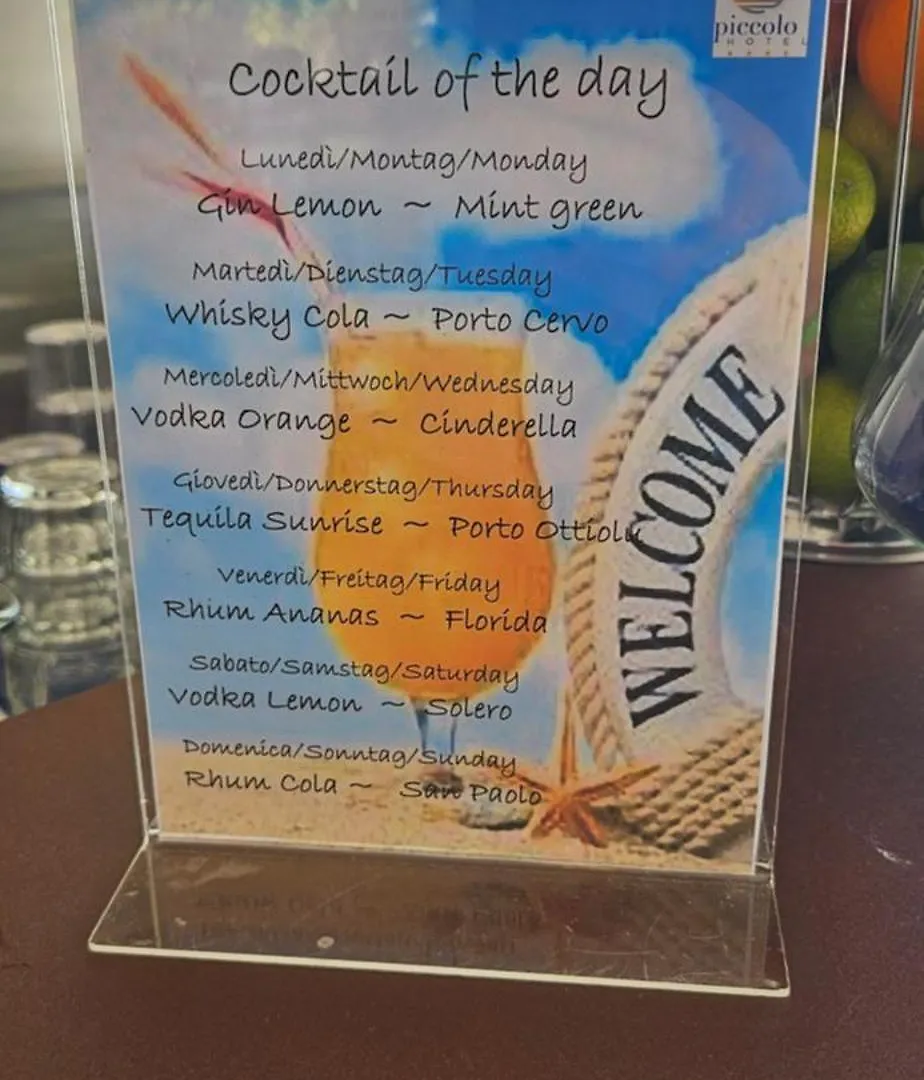 piccolo
HOTEL
Cocktail of the day
Lunedì/Montag/Monday
Gin Lemon ~ Mint green
Martedì/Dienstag/Tuesday
Whisky Cola ~ Porto Cervo
Mercoledì/Mittwoch/Wednesday
Vodka Orange ~ Cinderella
Giovedì/Donnerstag/Thursday
Tequila Sunrise ~ Porto Ottiolu
Venerdì/Freitag/Friday
Rhum Ananas ~ Florida
Sabato/Samstag/Saturday
Vodka Lemon ~ Solero
Domenica/Sonntag/Sunday
Rhum Cola ~ San Paolo
WELCOME